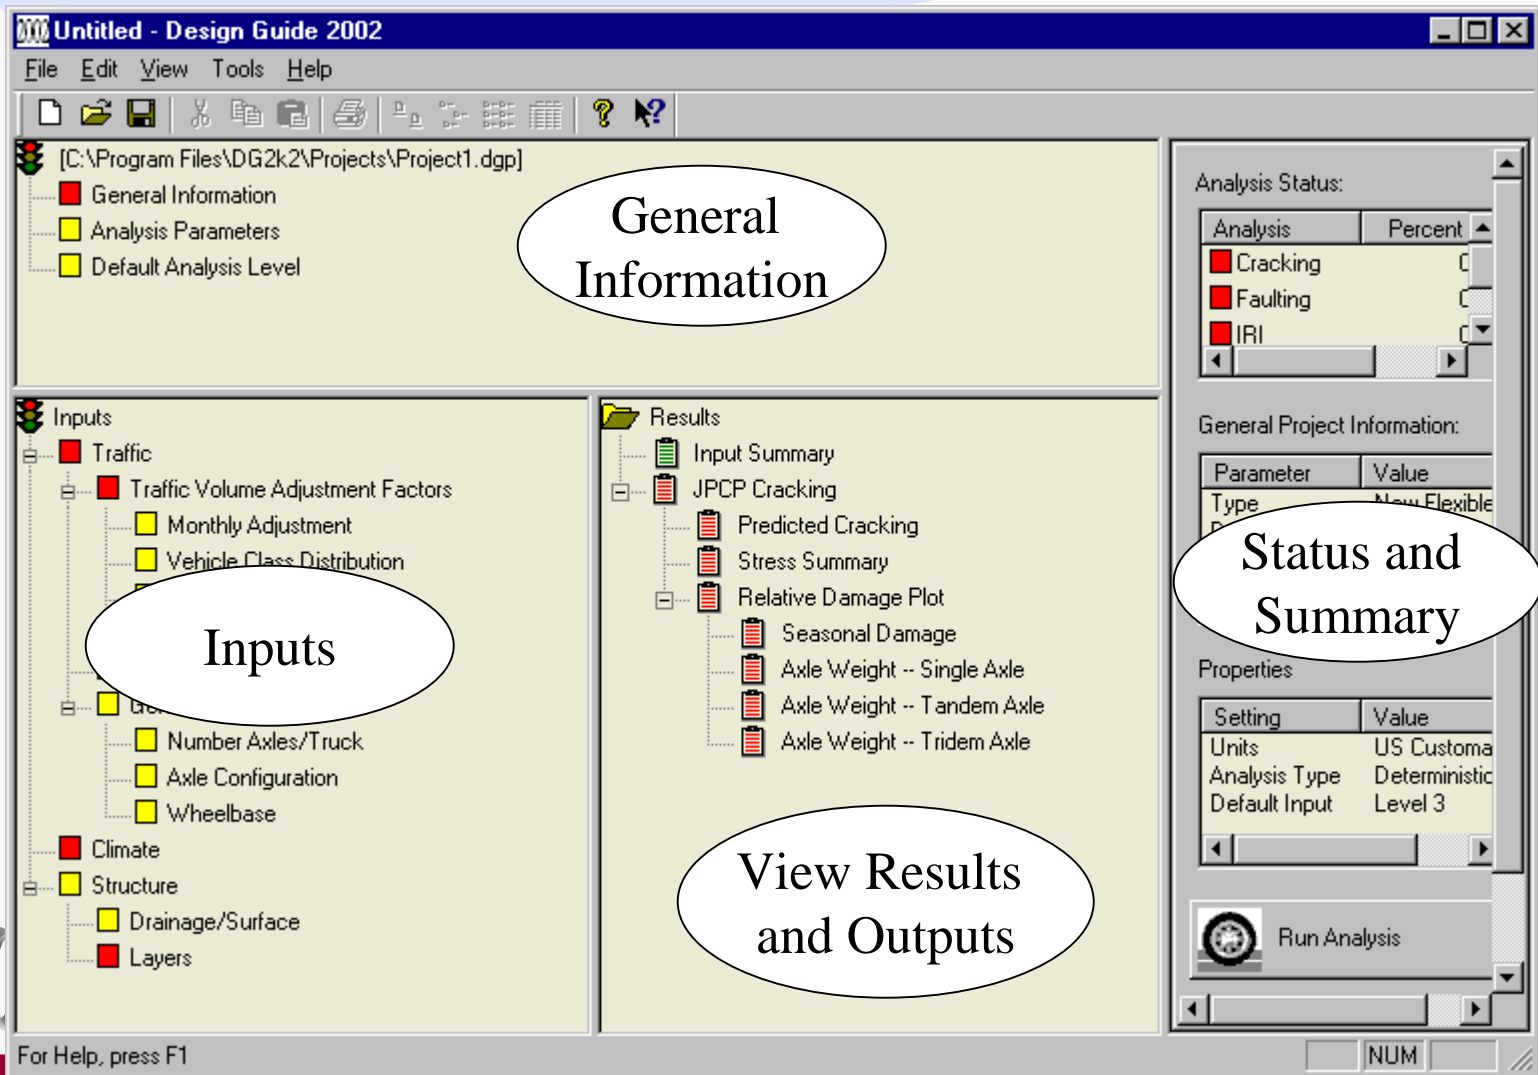 Untitled - Design Guide 2002
File Edit View Tools Help
[C:\Program Files\DG2k2\Projects\Project1.dgp]
General Information
Analysis Parameters
Default Analysis Level
General
Information
Inputs
Traffic
Traffic Volume Adjustment Factors
Monthly Adjustment
Vehicle Class Distribution
Inputs
Number Axles/Truck
Axle Configuration
Wheelbase
Climate
Structure
Drainage/Surface
Layers
Results
Input Summary
JPCP Cracking
Predicted Cracking
Stress Summary
Relative Damage Plot
Seasonal Damage
Axle Weight -- Single Axle
Axle Weight -- Tandem Axle
Axle Weight -- Tridem Axle
View Results
and Outputs
Analysis Status:
Analysis Percent
Cracking
Faulting
IRI
General Project Information:
Parameter Value
Type New Flexible
Status and
Summary
Properties
Setting Value
Units US Customa
Analysis Type Deterministic
Default Input Level 3
Run Analysis
For Help, press F1
NUM